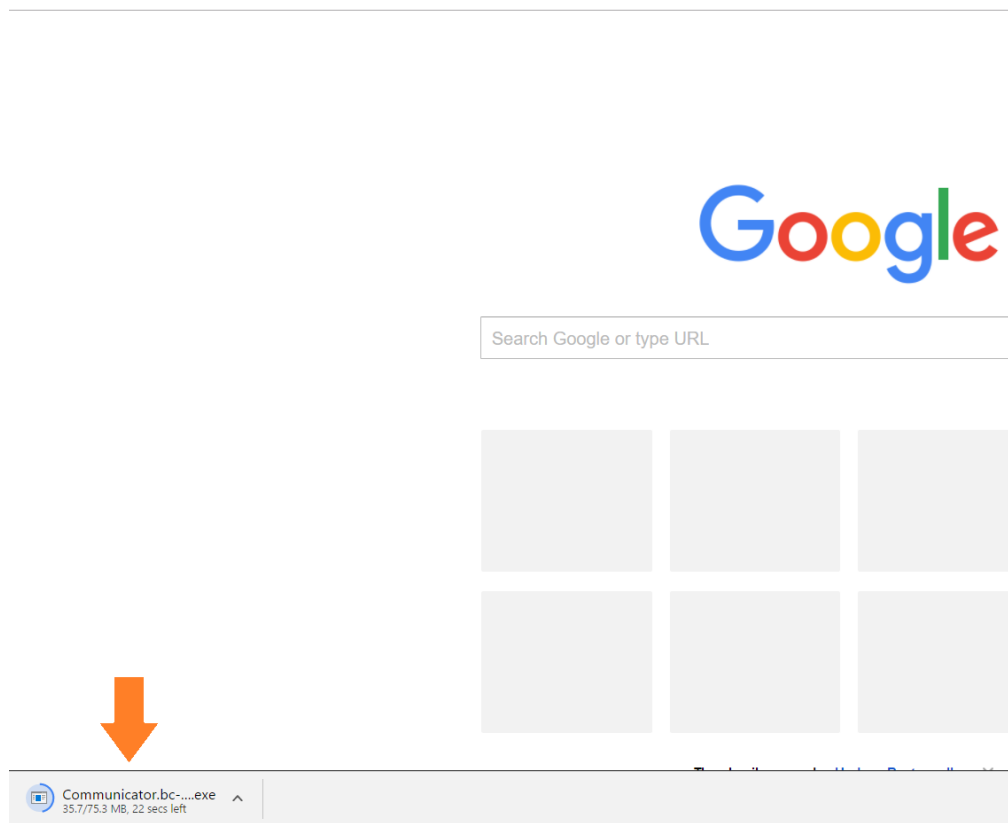 Google
Search Google or type URL
Communicator.bc-....exe
35.7/75.3 MB, 22 secs left